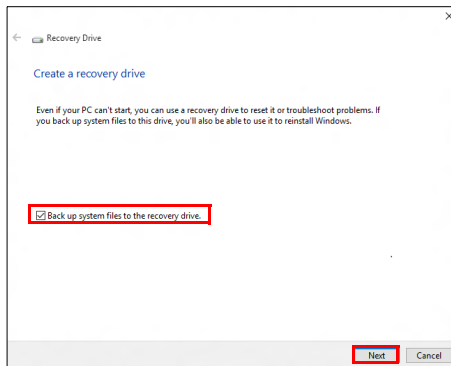 Recovery Drive
Create a recovery drive
Even if your PC can't start, you can use a recovery drive to reset it or troubleshoot problems. If
you back up system files to this drive, you'll also be able to use it to reinstall Windows.
Back up system files to the recovery drive.
Next Cancel